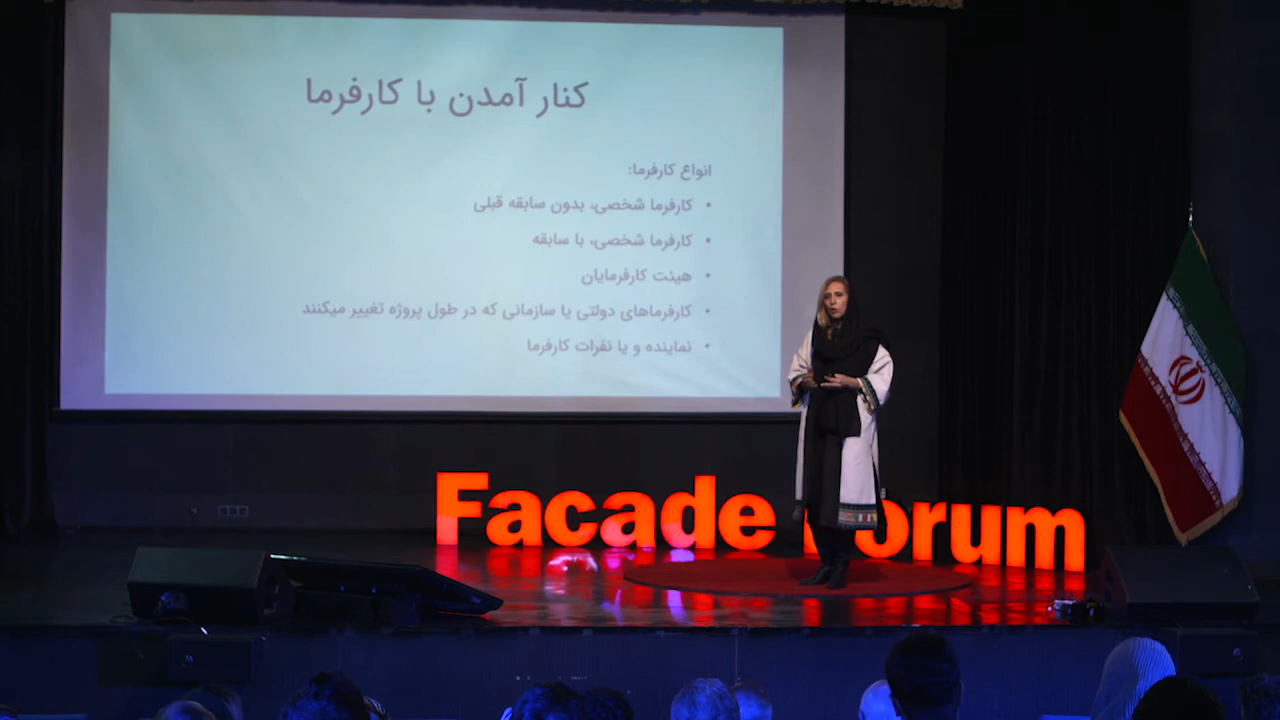 کنار آمدن با کارفرما
انواع کارفرما:
• کارفرما شخصی، بدون سابقه قبلی
• کارفرما شخصی، با سابقه
• هیئت کارفرمایان
• کارفرماهای دولتی یا سازمانی که در طول پروژه تغییر میکنند
• نماینده و یا نفرات کارفرما
Facade Forum